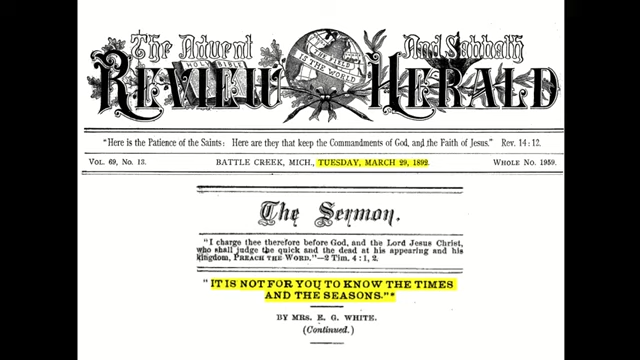 The Advent And Sabbath
HOLY BIBLE
THE FIELD
IS THE WORLD
REVIEW HERALD
"Here is the Patience of the Saints: Here are they that keep the Commandments of God, and the Faith of Jesus." Rev. 14:12.
VOL. 69, NO. 13. BATTLE CREEK, MICH., TUESDAY, MARCH 29, 1892. WHOLE NO. 1959.
The Sermon.
"I charge thee therefore before God, and the Lord Jesus Christ,
who shall judge the quick and the dead at his appearing and his
kingdom, PREACH THE WORD."—2 Tim. 4:1, 2.
"IT IS NOT FOR YOU TO KNOW THE TIMES
AND THE SEASONS."*
BY MRS. E. G. WHITE.
(Continued.)